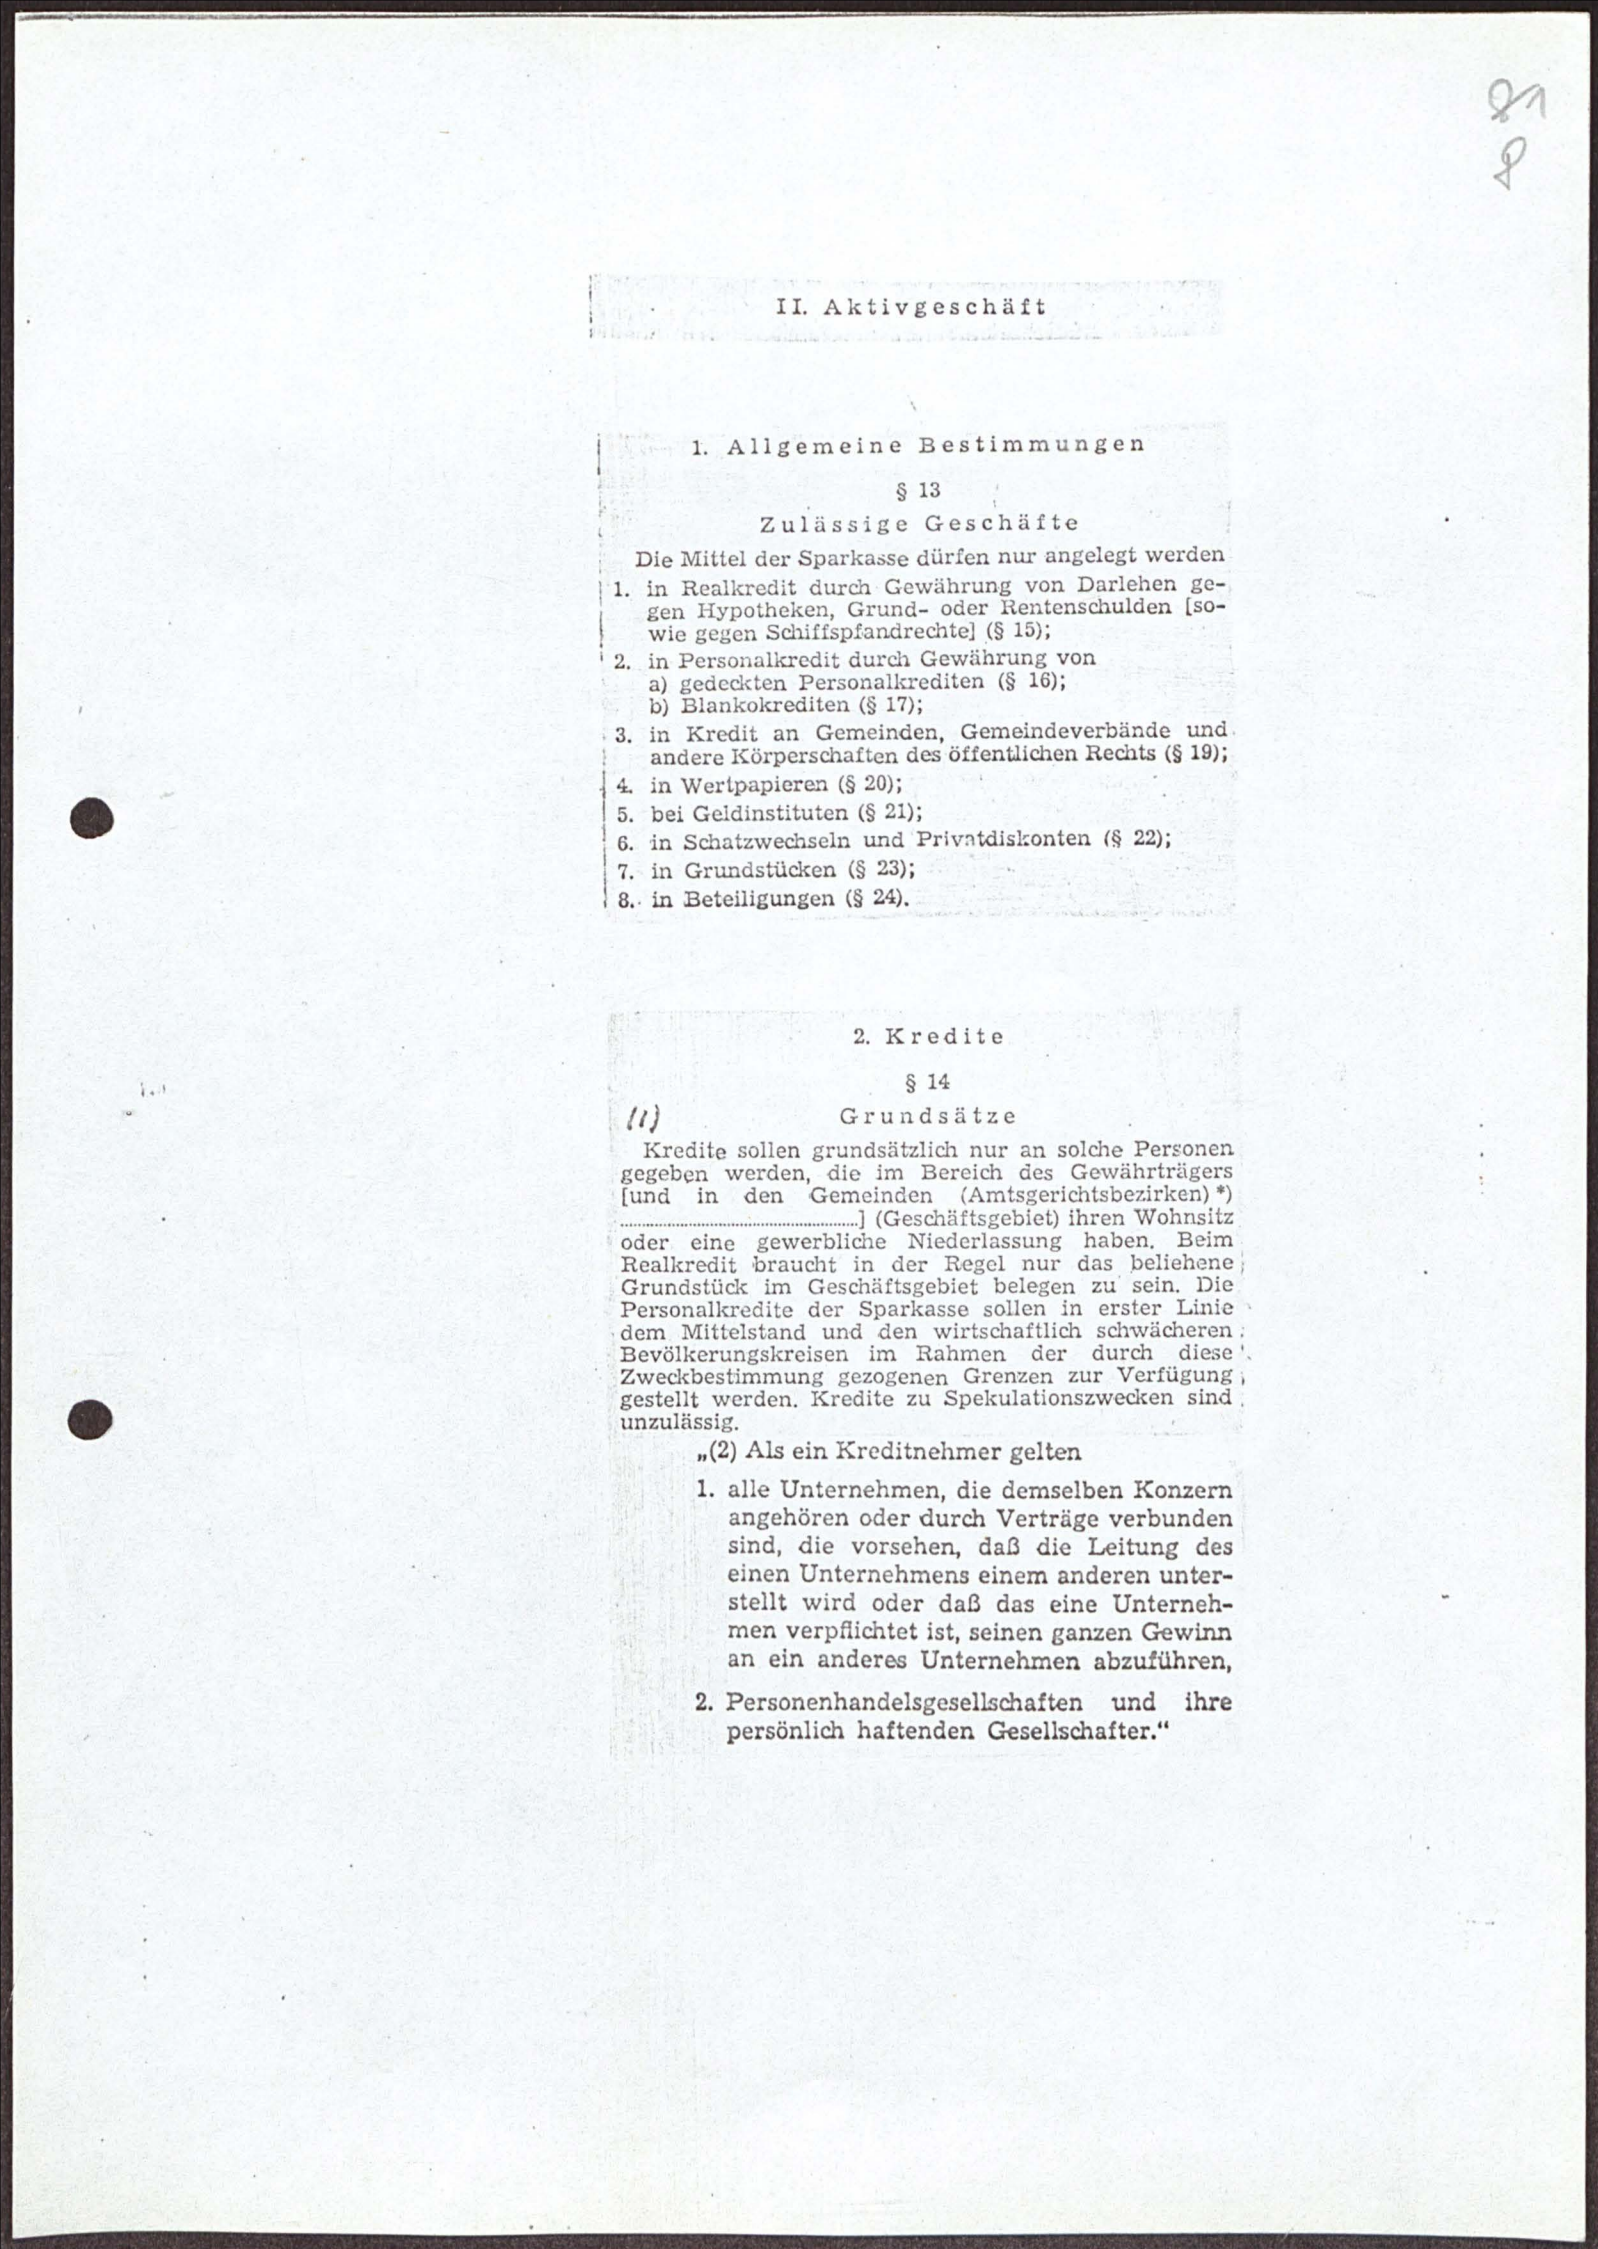 81
8
II. Aktivgeschäft
1. Allgemeine Bestimmungen
§ 13
Zulässige Geschäfte
Die Mittel der Sparkasse dürfen nur angelegt werden
1. in Realkredit durch Gewährung von Darlehen ge-
gen Hypotheken, Grund- oder Rentenschulden [so-
wie gegen Schiffspfandrechte] (§ 15);
2. in Personalkredit durch Gewährung von
a) gedeckten Personalkrediten (§ 16);
b) Blankokrediten (§ 17);
3. in Kredit an Gemeinden, Gemeindeverbände und
andere Körperschaften des öffentlichen Rechts (§ 19);
4. in Wertpapieren (§ 20);
5. bei Geldinstituten (§ 21);
6. in Schatzwechseln und Privatdiskonten (§ 22);
7. in Grundstücken (§ 23);
8. in Beteiligungen (§ 24).
2. Kredite
§ 14
(1) Grundsätze
Kredite sollen grundsätzlich nur an solche Personen
gegeben werden, die im Bereich des Gewährträgers
[und in den Gemeinden (Amtsgerichtsbezirken) *)
............................................................] (Geschäftsgebiet) ihren Wohnsitz
oder eine gewerbliche Niederlassung haben. Beim
Realkredit braucht in der Regel nur das beliehene
Grundstück im Geschäftsgebiet belegen zu sein. Die
Personalkredite der Sparkasse sollen in erster Linie
dem Mittelstand und den wirtschaftlich schwächeren
Bevölkerungskreisen im Rahmen der durch diese
Zweckbestimmung gezogenen Grenzen zur Verfügung
gestellt werden. Kredite zu Spekulationszwecken sind
unzulässig.
„(2) Als ein Kreditnehmer gelten
1. alle Unternehmen, die demselben Konzern
angehören oder durch Verträge verbunden
sind, die vorsehen, daß die Leitung des
einen Unternehmens einem anderen unter-
stellt wird oder daß das eine Unterneh-
men verpflichtet ist, seinen ganzen Gewinn
an ein anderes Unternehmen abzuführen,
2. Personenhandelsgesellschaften und ihre
persönlich haftenden Gesellschafter.“